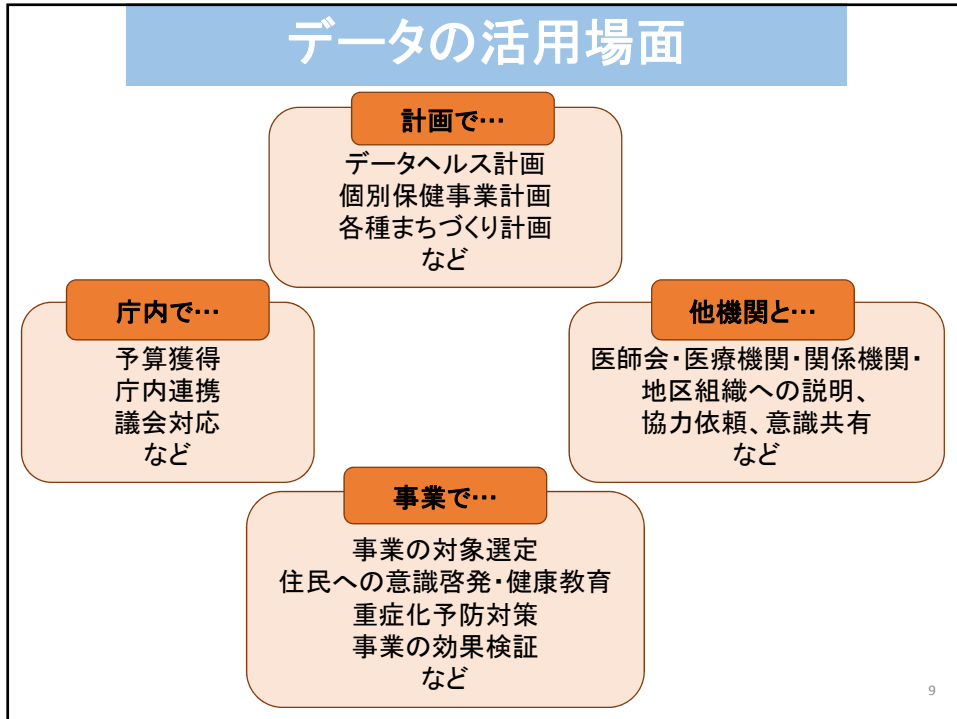 データの活用場面
計画で…
データヘルス計画
個別保健事業計画
各種まちづくり計画
など
庁内で…
予算獲得
庁内連携
議会対応
など
他機関と…
医師会・医療機関・関係機関・
地区組織への説明、
協力依頼、意識共有
など
事業で…
事業の対象選定
住民への意識啓発・健康教育
重症化予防対策
事業の効果検証
など
9